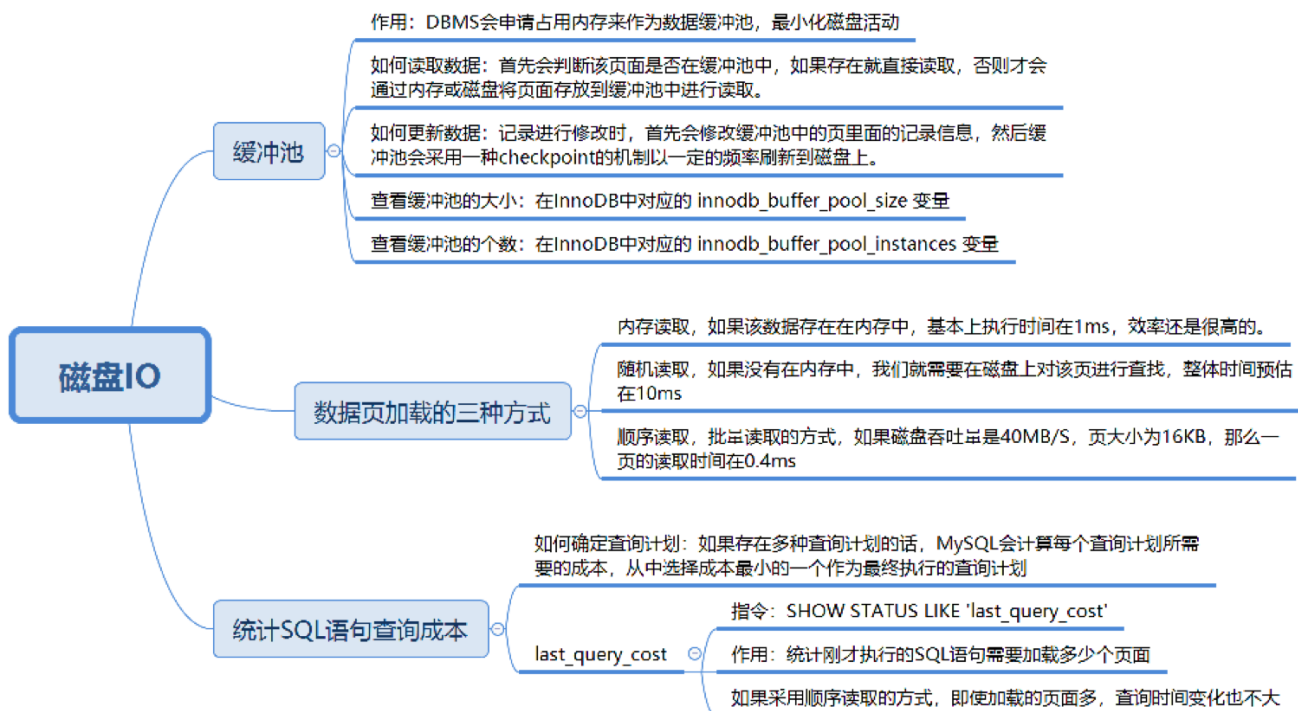 作用：DBMS会申请占用内存来作为数据缓冲池，最小化磁盘活动
如何读取数据：首先会判断该页面是否在缓冲池中，如果存在就直接读取，否则才会
通过内存或磁盘将页面存放到缓冲池中进行读取。
缓冲池
如何更新数据：记录进行修改时，首先会修改缓冲池中的页里面的记录信息，然后缓
冲池会采用一种checkpoint的机制以一定的频率刷新到磁盘上。
查看缓冲池的大小：在InnoDB中对应的 innodb_buffer_pool_size 变量
查看缓冲池的个数：在InnoDB中对应的 innodb_buffer_pool_instances 变量
磁盘IO
内存读取，如果该数据存在在内存中，基本上执行时间在1ms，效率还是很高的。
数据页加载的三种方式
随机读取，如果没有在内存中，我们就需要在磁盘上对该页进行查找，整体时间预估
在10ms
顺序读取，批量读取的方式，如果磁盘吞吐量是40MB/S，页大小为16KB，那么一
页的读取时间在0.4ms
如何确定查询计划：如果存在多种查询计划的话，MySQL会计算每个查询计划所需
要的成本，从中选择成本最小的一个作为最终执行的查询计划
统计SQL语句查询成本
last_query_cost
指令：SHOW STATUS LIKE 'last_query_cost'
作用：统计刚才执行的SQL语句需要加载多少个页面
如果采用顺序读取的方式，即使加载的页面多，查询时间变化也不大